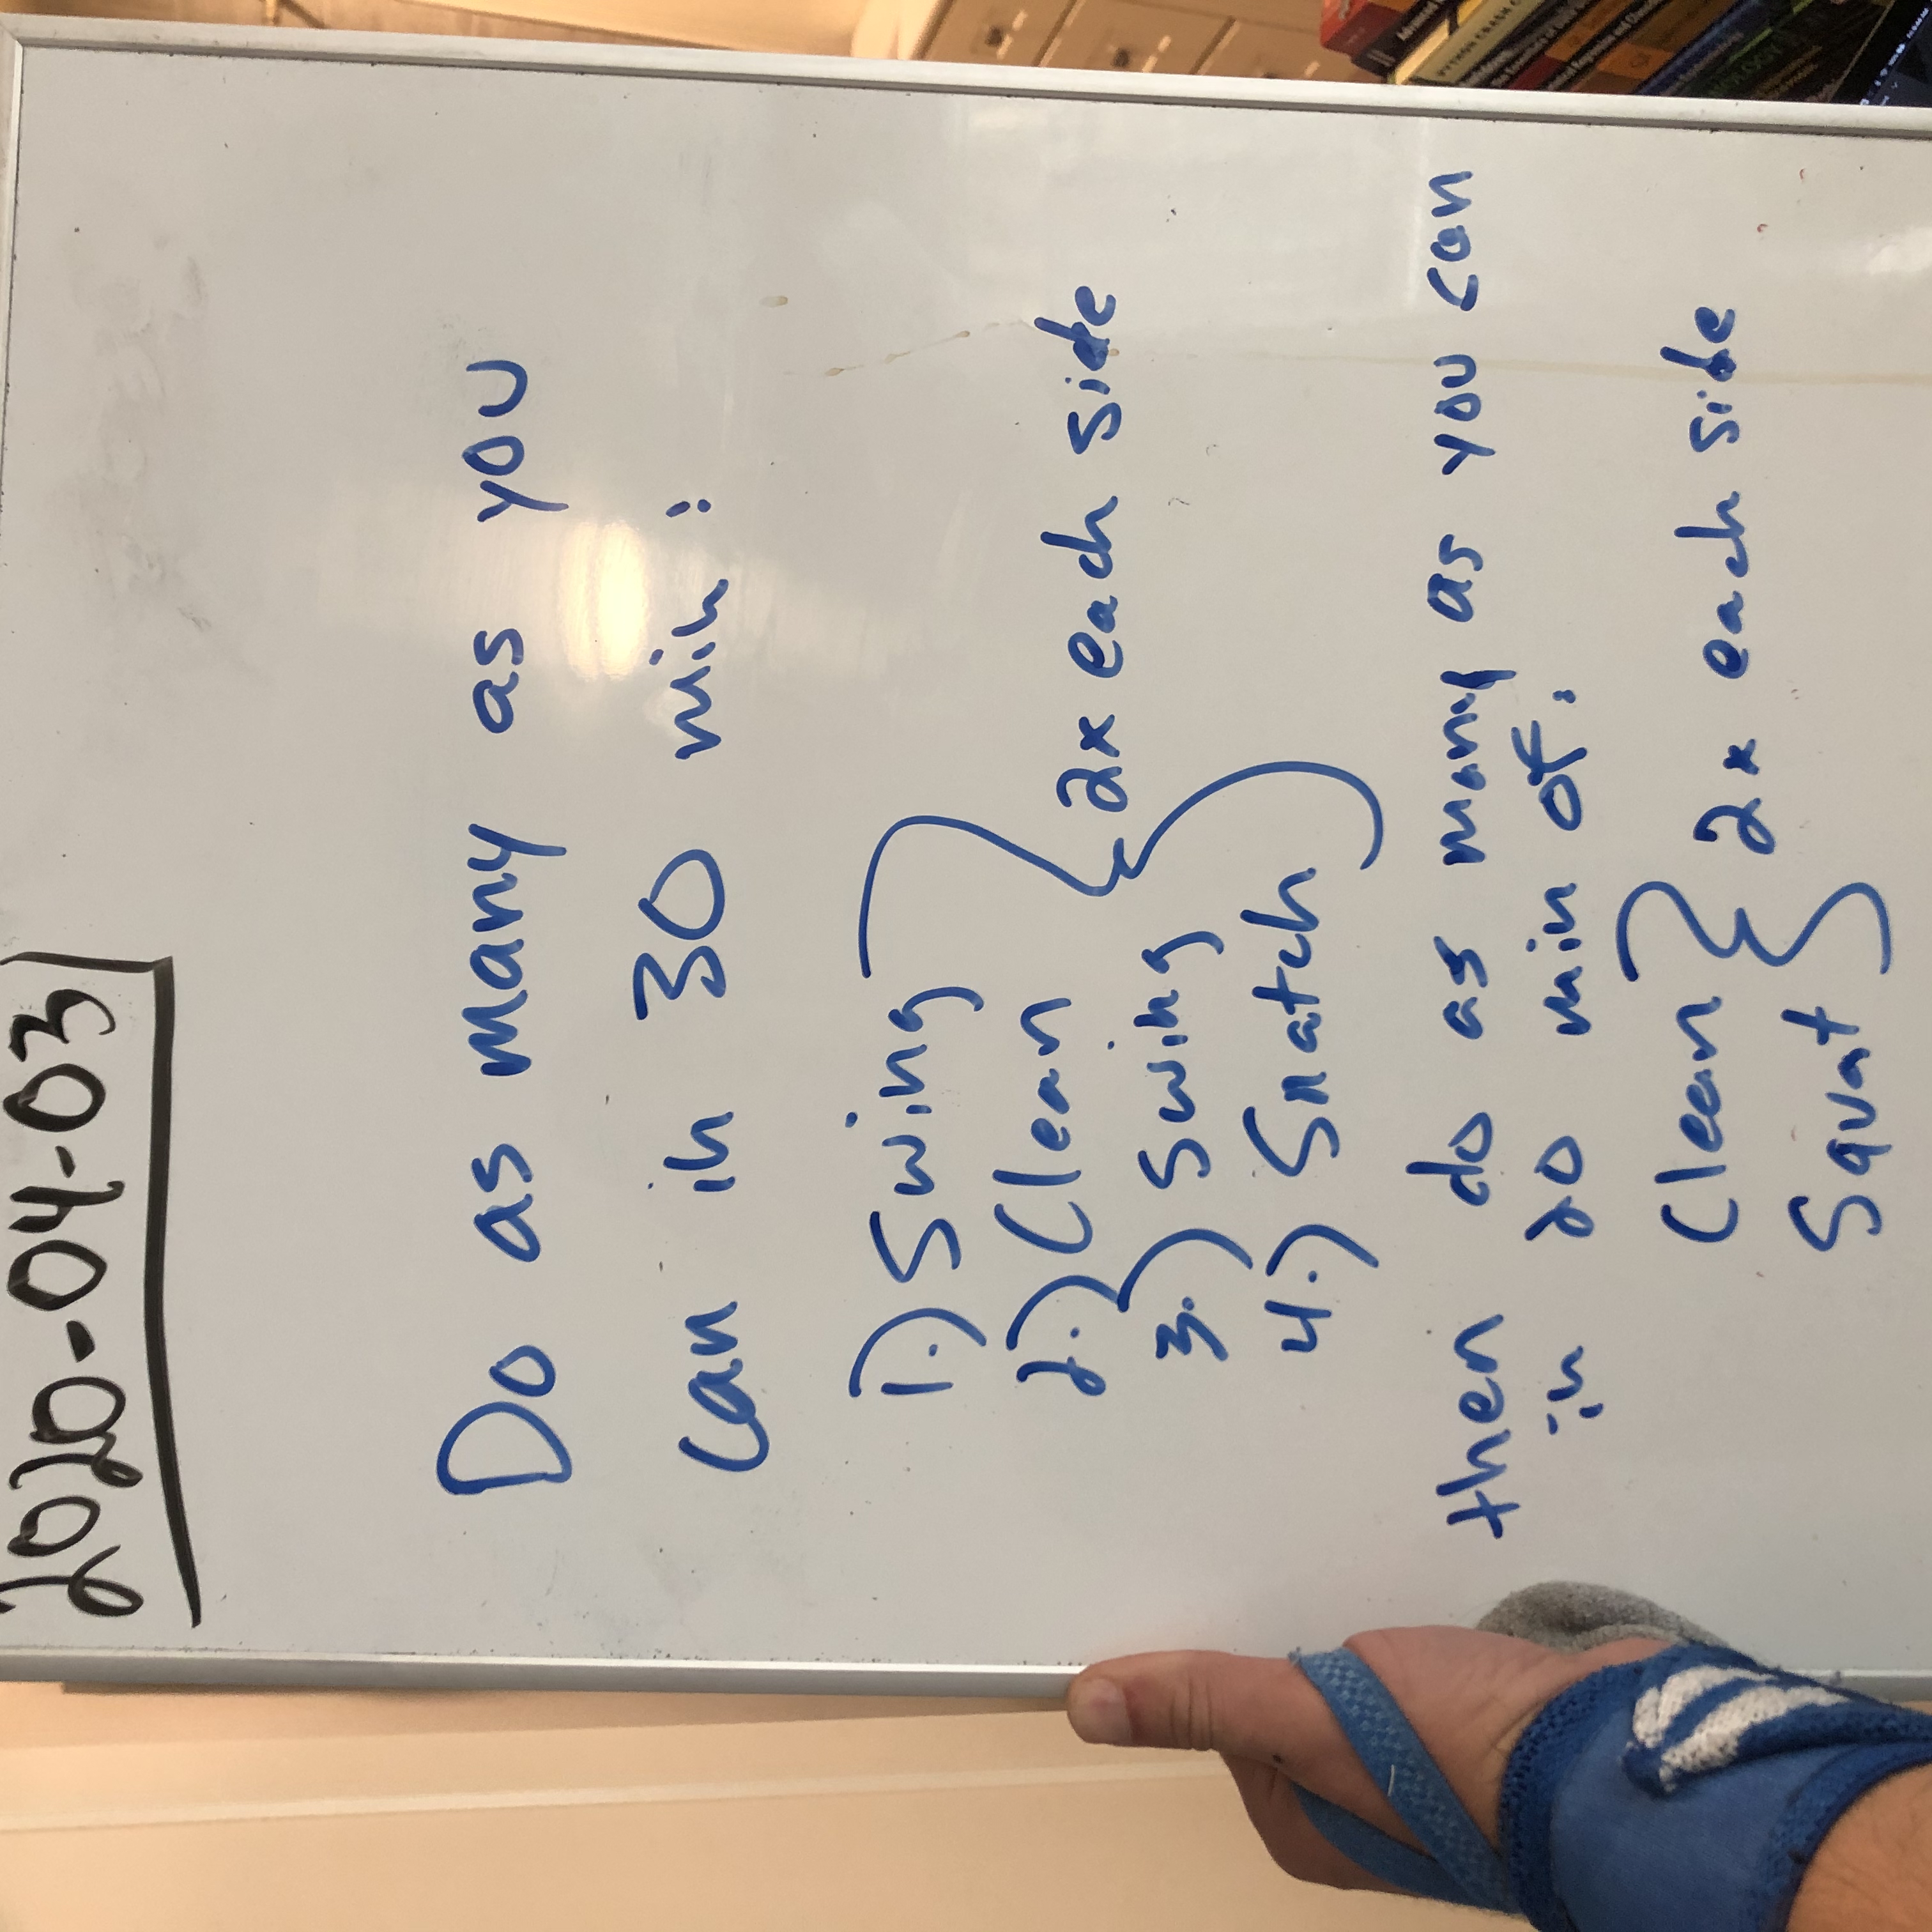 2020-04-03
Do as many as you
can in 30 min:
1.) Swing
2.) Clean
2x each side
3.) Swing
4.) Snatch
then do as many as you can
in 20 min of:
Clean
2x each side
Squat